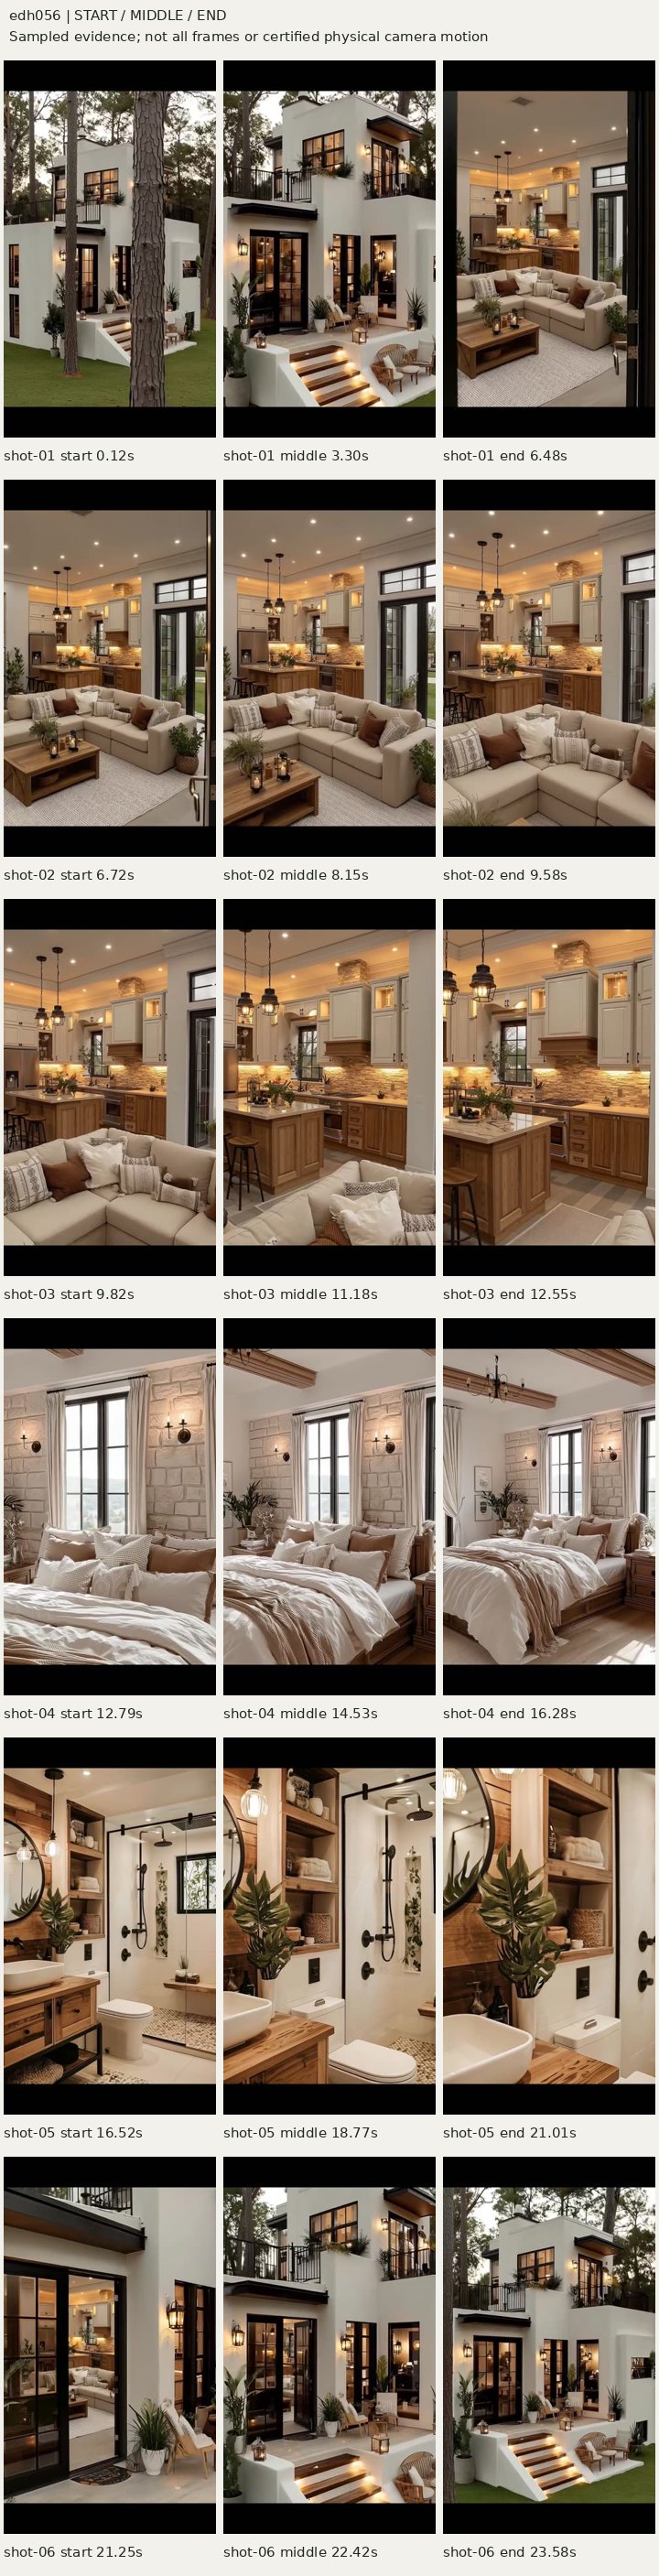 edh056 | START / MIDDLE / END
Sampled evidence; not all frames or certified physical camera motion
shot-01 start 0.12s
shot-01 middle 3.30s
shot-01 end 6.48s
shot-02 start 6.72s
shot-02 middle 8.15s
shot-02 end 9.58s
shot-03 start 9.82s
shot-03 middle 11.18s
shot-03 end 12.55s
shot-04 start 12.79s
shot-04 middle 14.53s
shot-04 end 16.28s
shot-05 start 16.52s
shot-05 middle 18.77s
shot-05 end 21.01s
shot-06 start 21.25s
shot-06 middle 22.42s
shot-06 end 23.58s